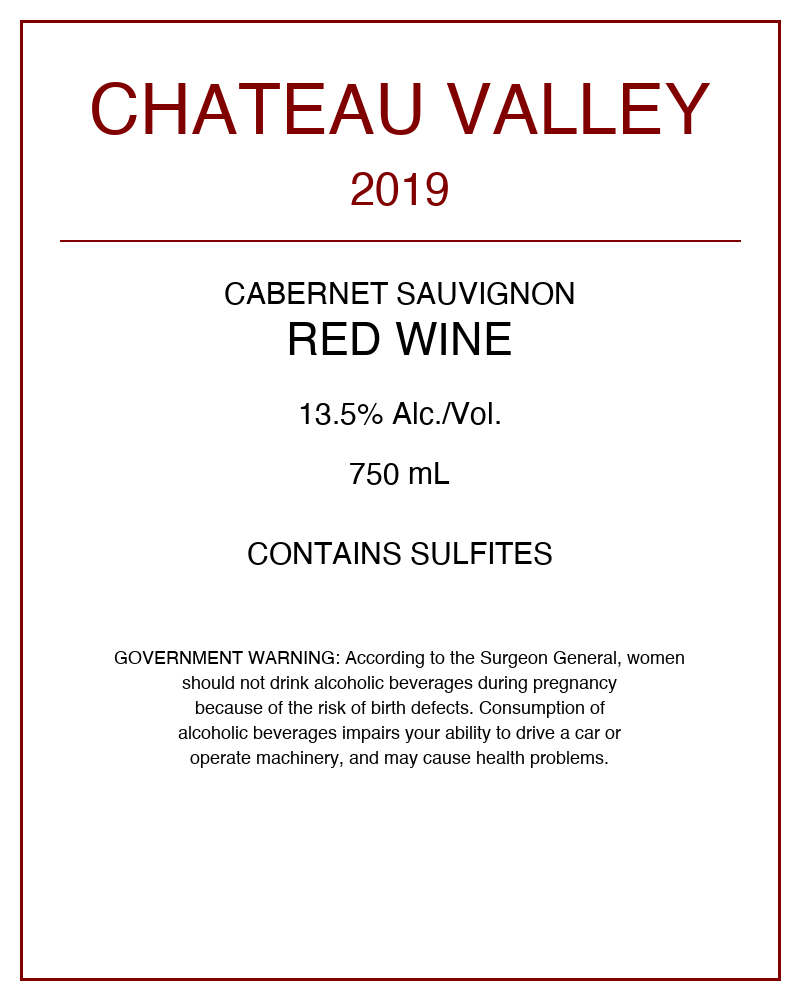 CHATEAU VALLEY
2019
CABERNET SAUVIGNON
RED WINE
13.5% Alc./Vol.
750 mL
CONTAINS SULFITES
GOVERNMENT WARNING: According to the Surgeon General, women
should not drink alcoholic beverages during pregnancy
because of the risk of birth defects. Consumption of
alcoholic beverages impairs your ability to drive a car or
operate machinery, and may cause health problems.